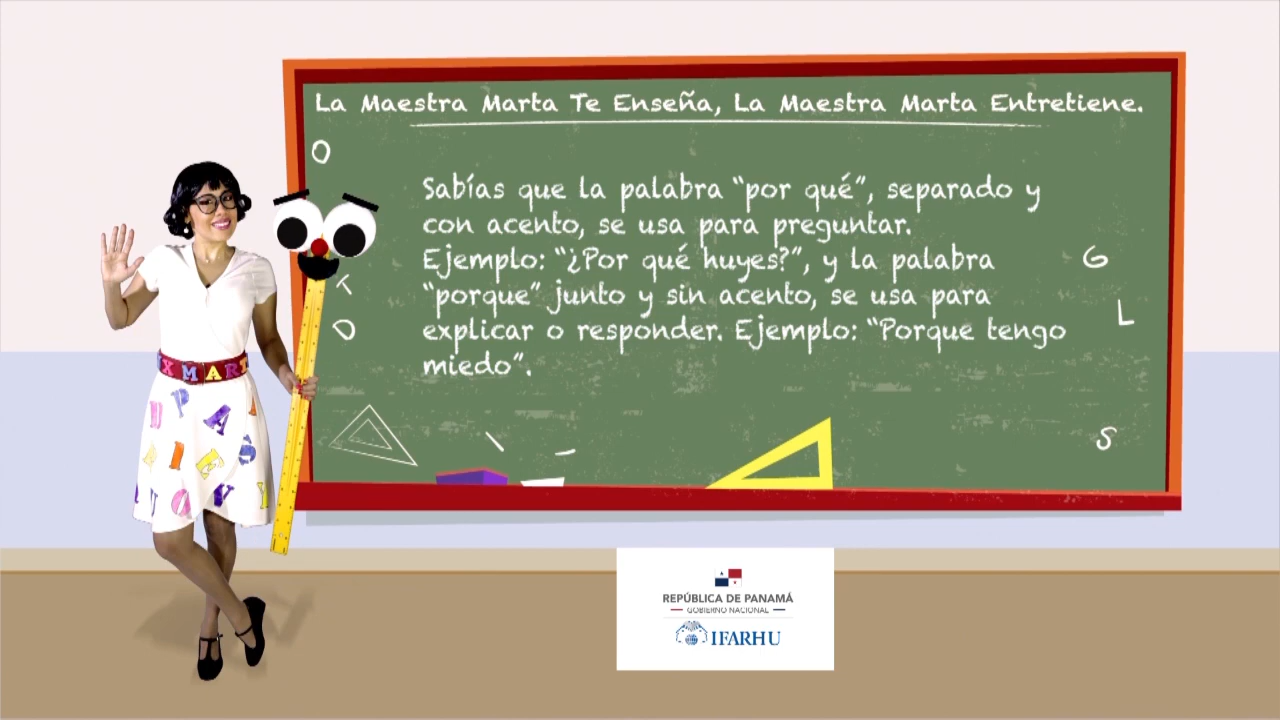 La Maestra Marta Te Enseña, La Maestra Marta Entretiene.
O
Sabías que la palabra "por qué", separado y
con acento, se usa para preguntar.
Ejemplo: "¿Por qué huyes?", y la palabra
"porque" junto y sin acento, se usa para
explicar o responder. Ejemplo: "Porque tengo
miedo".
G
T
L
D
S
X MART
REPÚBLICA DE PANAMÁ
GOBIERNO NACIONAL
IFARHU